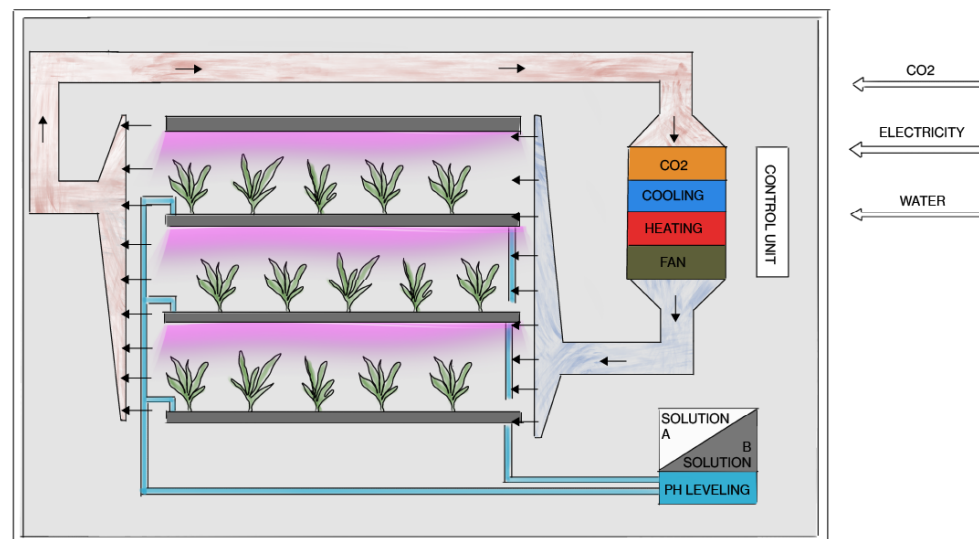 CO2
ELECTRICITY
WATER
CO2
COOLING
HEATING
FAN
CONTROL UNIT
SOLUTION
A
B
SOLUTION
PH LEVELING